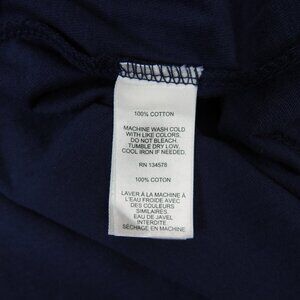 100% COTTON
MACHINE WASH COLD
WITH LIKE COLORS.
DO NOT BLEACH.
TUMBLE DRY LOW.
COOL IRON IF NEEDED.
RN 134578
100% COTON
LAVER À LA MACHINE À
L'EAU FROIDE AVEC
DES COULEURS
SIMILAIRES.
EAU DE JAVEL
INTERDITE
SÉCHAGE EN MACHINE